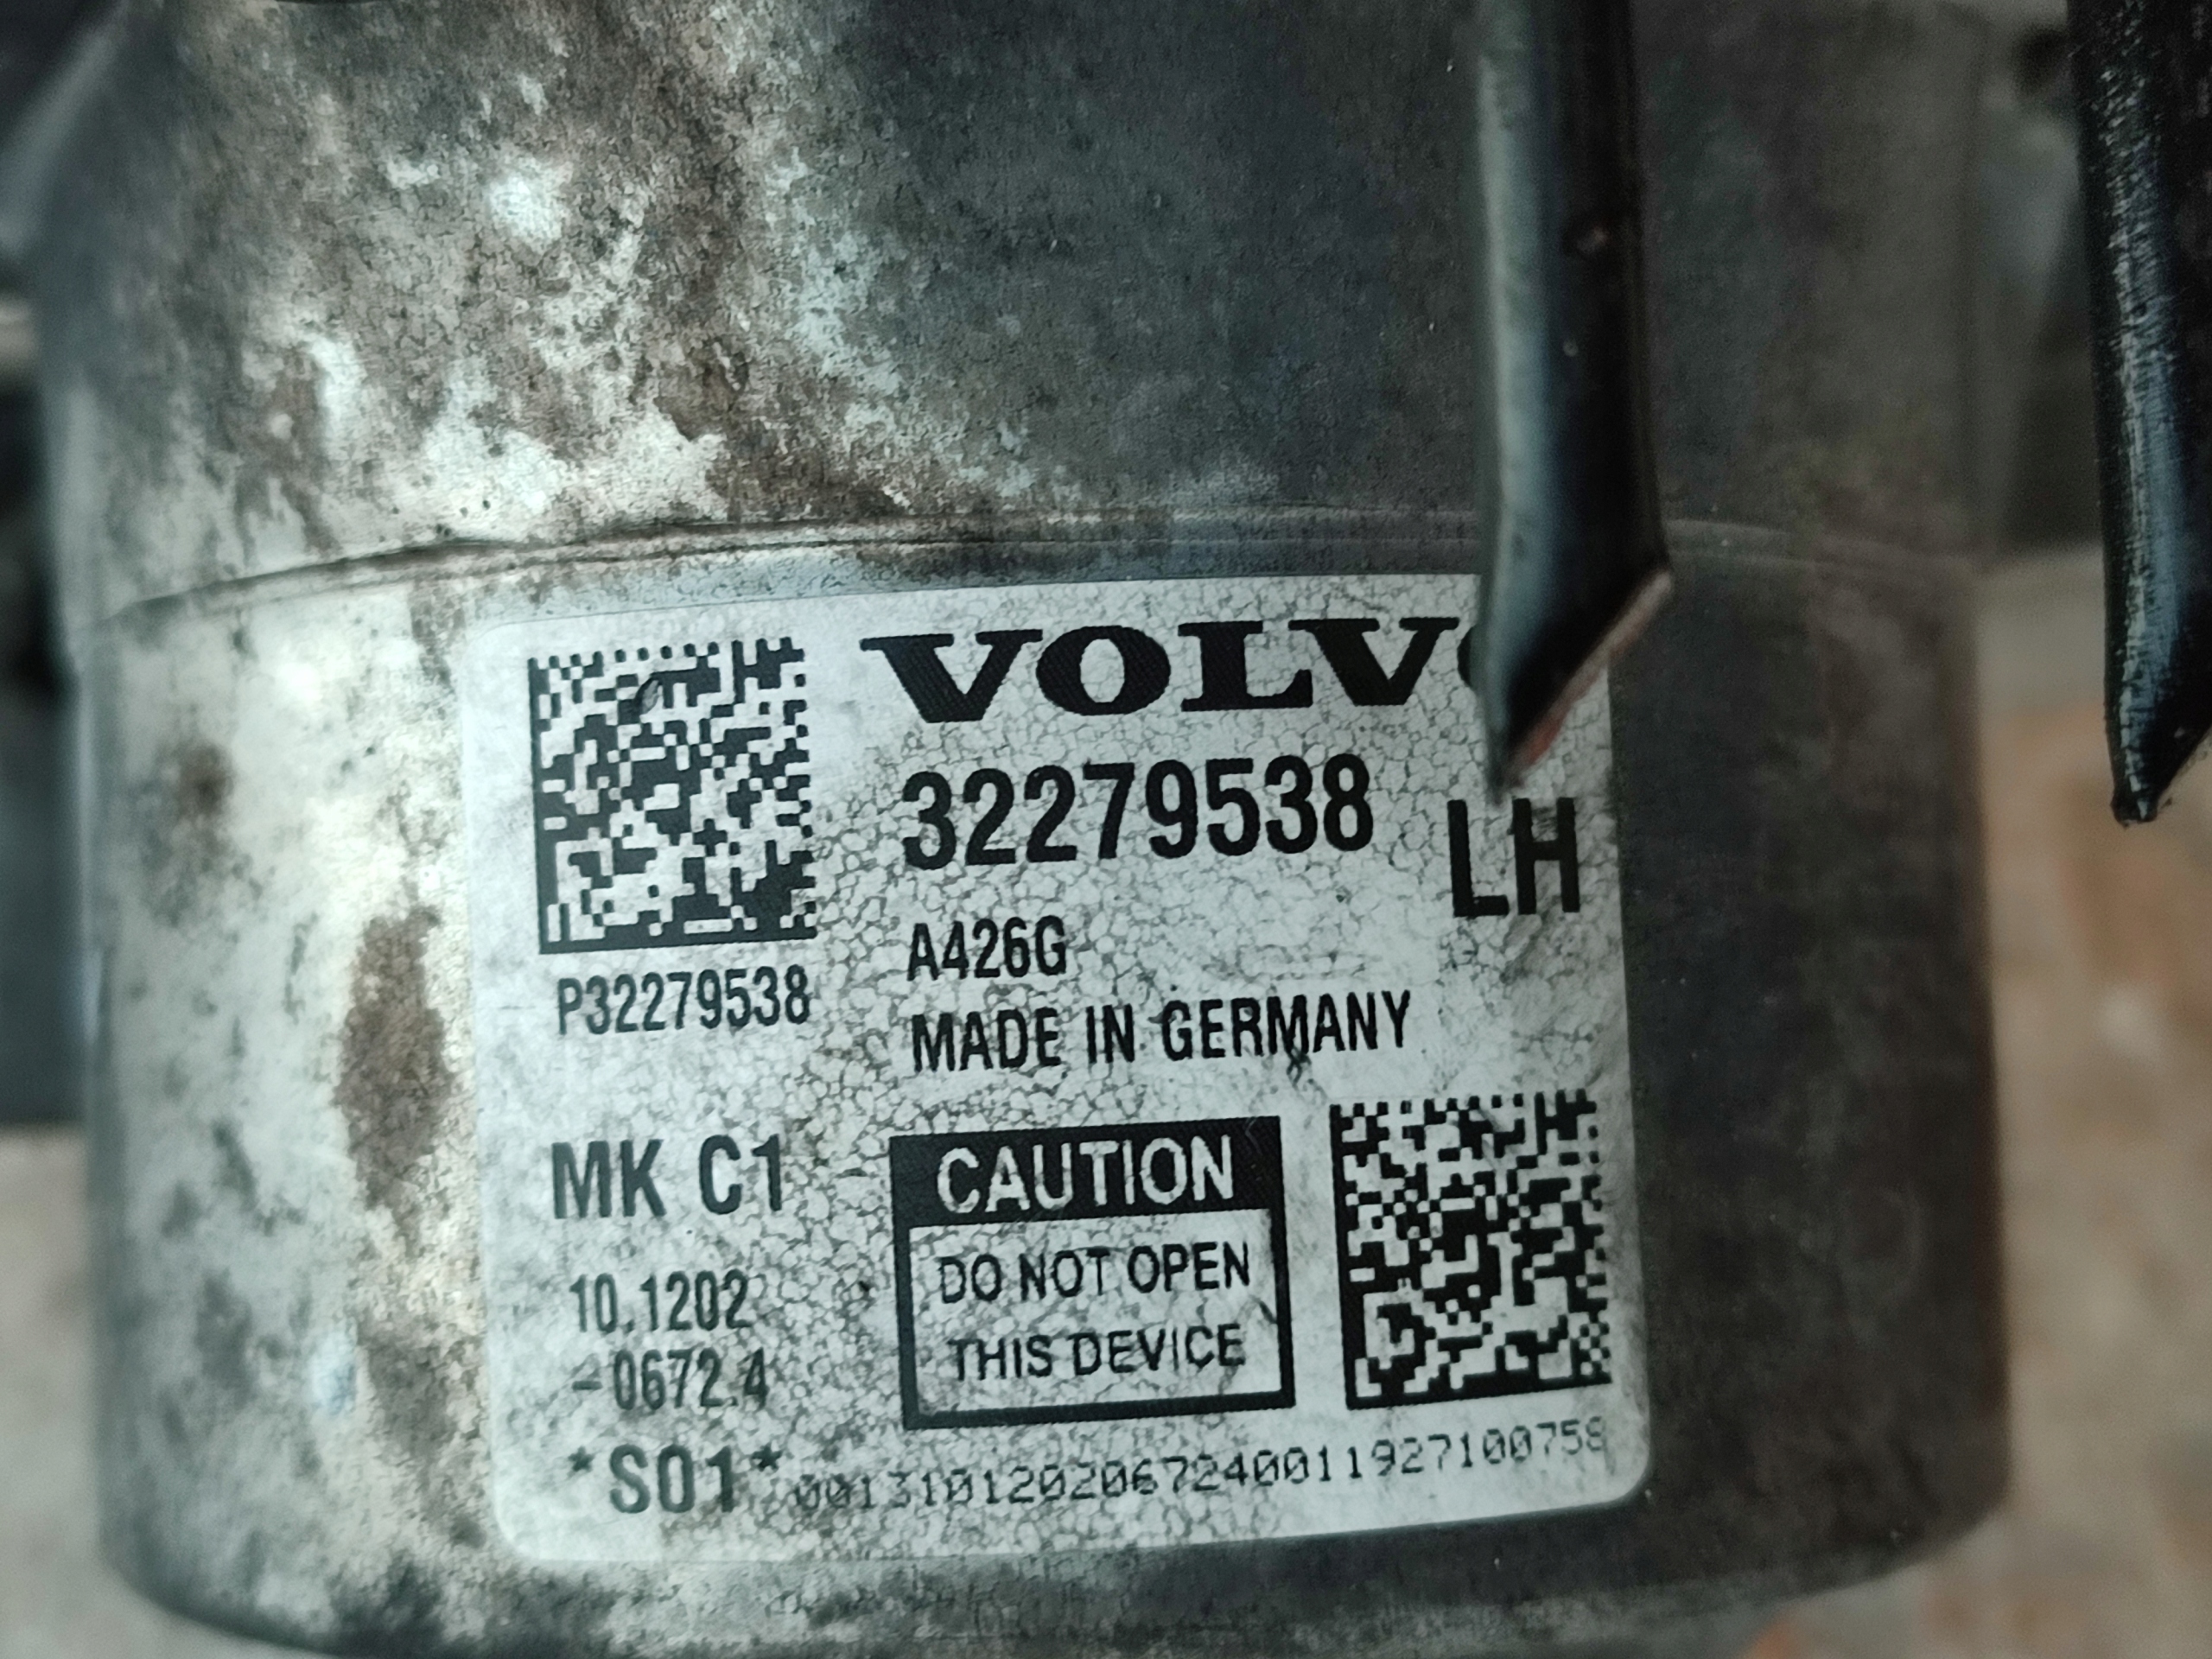 VOLV
32279538
LH
A426G
MADE IN GERMANY
P32279538
MK C1
10.1202
-0672.4
*S01*
CAUTION
DO NOT OPEN
THIS DEVICE
0013101202067240011927100758